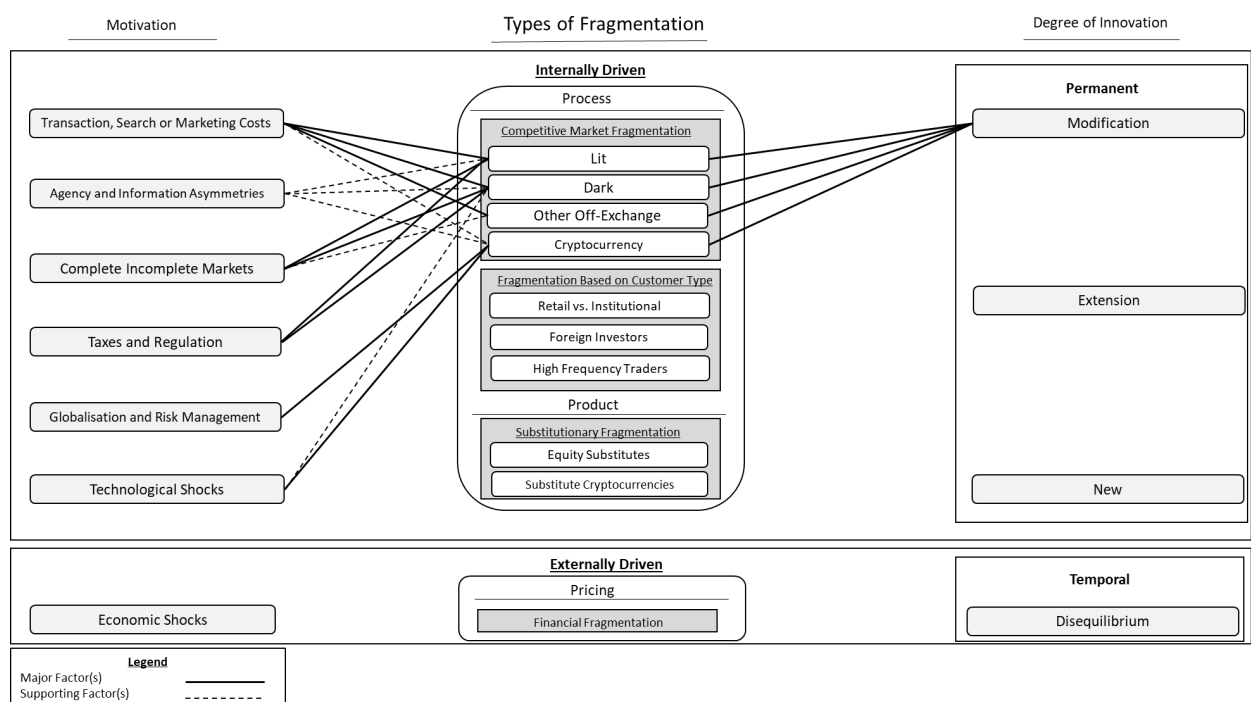 Motivation
Types of Fragmentation
Degree of Innovation
Internally Driven
Process
Permanent
Transaction, Search or Marketing Costs
Competitive Market Fragmentation
Modification
Lit
Agency and Information Asymmetries
Dark
Other Off-Exchange
Cryptocurrency
Complete Incomplete Markets
Fragmentation Based on Customer Type
Retail vs. Institutional
Extension
Taxes and Regulation
Foreign Investors
High Frequency Traders
Globalisation and Risk Management
Product
Substitutionary Fragmentation
Equity Substitutes
Technological Shocks
Substitute Cryptocurrencies
New
Externally Driven
Pricing
Temporal
Economic Shocks
Financial Fragmentation
Disequilibrium
Legend
Major Factor(s)
Supporting Factor(s)